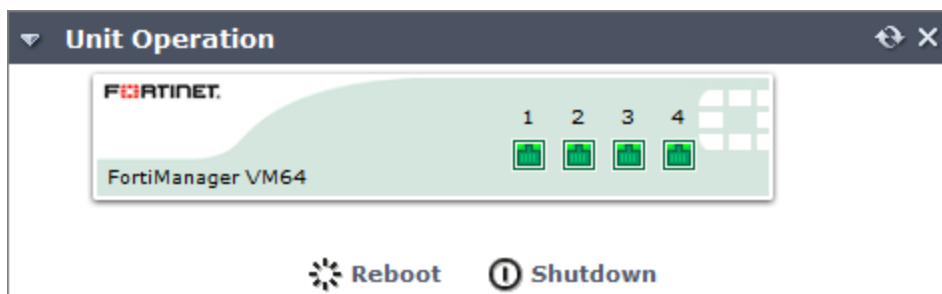 Unit Operation
FORTINET.
1 2 3 4
FortiManager VM64
Reboot Shutdown